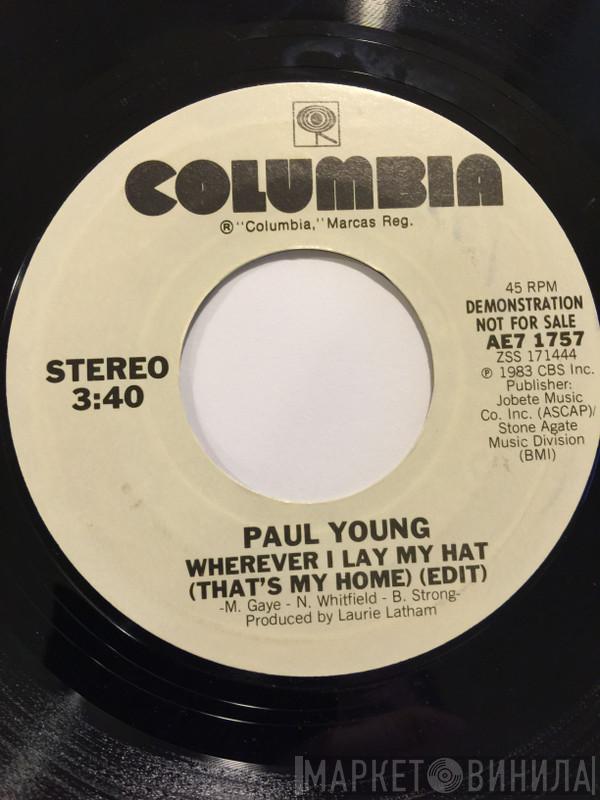 COLUMBIA
®"Columbia," Marcas Reg.
45 RPM
DEMONSTRATION
NOT FOR SALE
AE7 1757
ZSS 171444
℗ 1983 CBS Inc.
Publisher:
Jobete Music
Co. Inc. (ASCAP)/
Stone Agate
Music Division
(BMI)
STEREO
3:40
PAUL YOUNG
WHEREVER I LAY MY HAT
(THAT'S MY HOME) (EDIT)
-M. Gaye - N. Whitfield - B. Strong-
Produced by Laurie Latham
МАРКЕТ ВИНИЛА